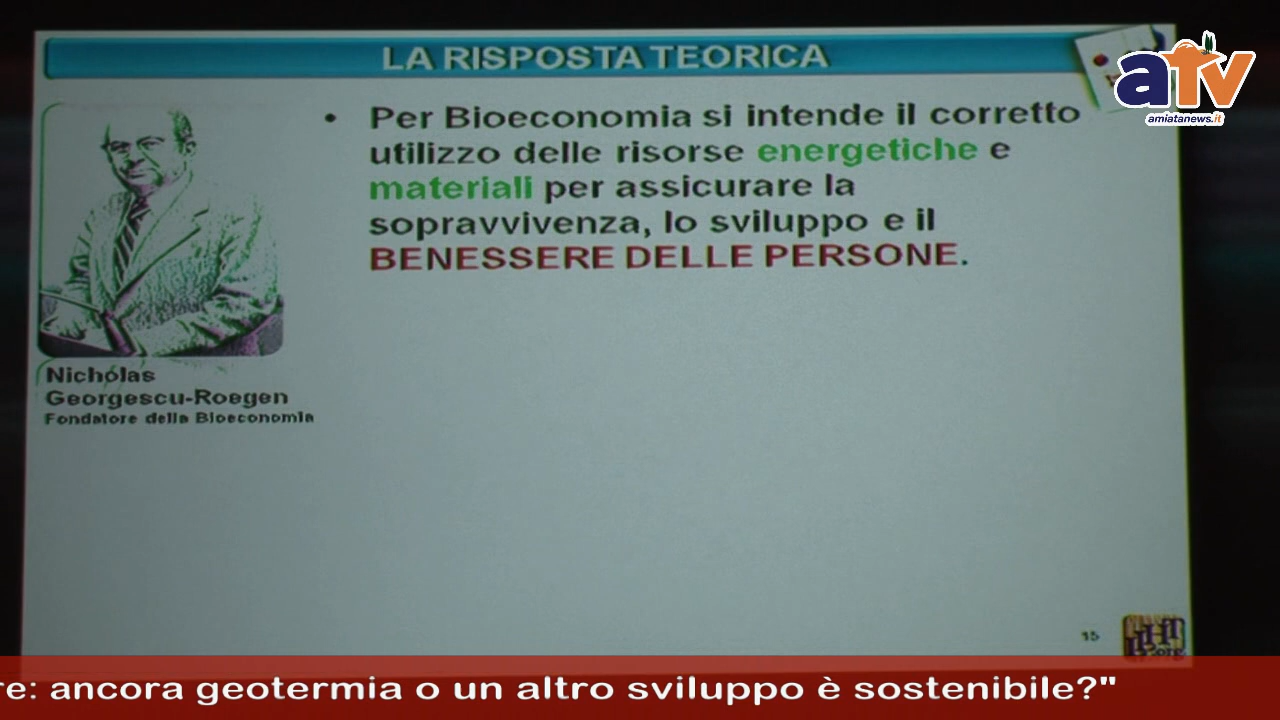 LA RISPOSTA TEORICA
aTv
amiatanews.it
• Per Bioeconomia si intende il corretto
utilizzo delle risorse energetiche e
materiali per assicurare la
sopravvivenza, lo sviluppo e il
BENESSERE DELLE PERSONE.
Nicholas
Georgescu-Roegen
Fondatore della Bioeconomia
15
re: ancora geotermia o un altro sviluppo è sostenibile?"